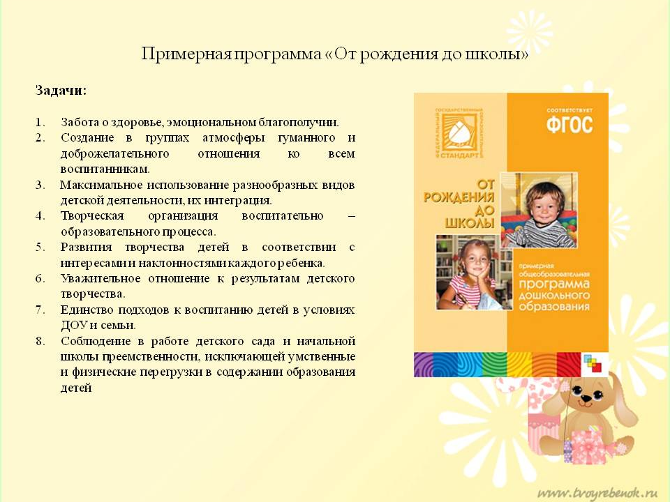 Примерная программа «От рождения до школы»
Задачи:
1. Забота о здоровье, эмоциональном благополучии.
2. Создание в группах атмосферы гуманного и
доброжелательного отношения ко всем
воспитанникам.
3. Максимальное использование разнообразных видов
детской деятельности, их интеграция.
4. Творческая организация воспитательно –
образовательного процесса.
5. Развития творчества детей в соответствии с
интересами и наклонностями каждого ребенка.
6. Уважительное отношение к результатам детского
творчества.
7. Единство подходов к воспитанию детей в условиях
ДОУ и семьи.
8. Соблюдение в работе детского сада и начальной
школы преемственности, исключающей умственные
и физические перегрузки в содержании образования
детей
СООТВЕТСТВУЕТ
ФГОС
СТАНДАРТ
ОТ
РОЖДЕНИЯ
ДО
ШКОЛЫ
примерная
общеобразовательная
программа
дошкольного
образования
www.tvoyrebenok.ru